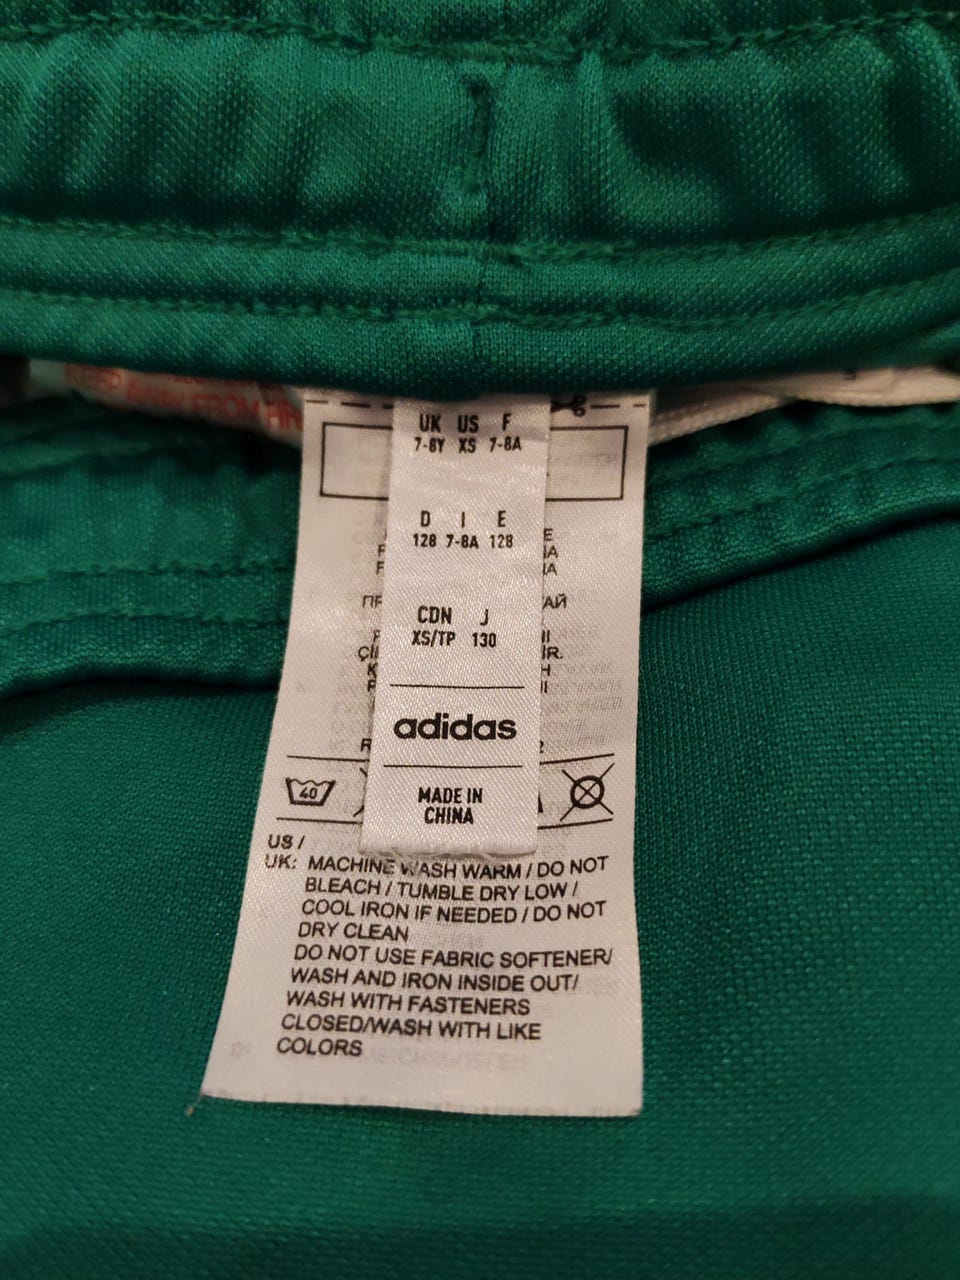 AWAY FROM FIR
UK US F
7-8Y XS 7-8A
D I E
128 7-8A 128
CDN J
XS/TP 130
adidas
MADE IN
CHINA
40
US /
UK: MACHINE WASH WARM / DO NOT
BLEACH / TUMBLE DRY LOW /
COOL IRON IF NEEDED / DO NOT
DRY CLEAN
DO NOT USE FABRIC SOFTENER/
WASH AND IRON INSIDE OUT/
WASH WITH FASTENERS
CLOSED/WASH WITH LIKE
COLORS